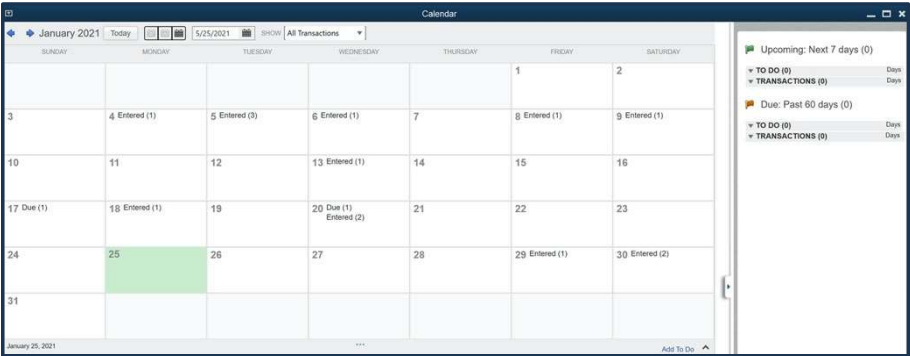 Calendar
January 2021 Today 5/25/2021 SHOW All Transactions
SUNDAY MONDAY TUESDAY WEDNESDAY THURSDAY FRIDAY SATURDAY
1 2
3 4 Entered (1) 5 Entered (3) 6 Entered (1) 7 8 Entered (1) 9 Entered (1)
10 11 12 13 Entered (1) 14 15 16
17 Due (1) 18 Entered (1) 19 20 Due (1) 21 22 23
Entered (2)
24 25 26 27 28 29 Entered (1) 30 Entered (2)
31
January 25, 2021 Add To Do
Upcoming: Next 7 days (0)
TO DO (0) Days
TRANSACTIONS (0) Days
Due: Past 60 days (0)
TO DO (0) Days
TRANSACTIONS (0) Days